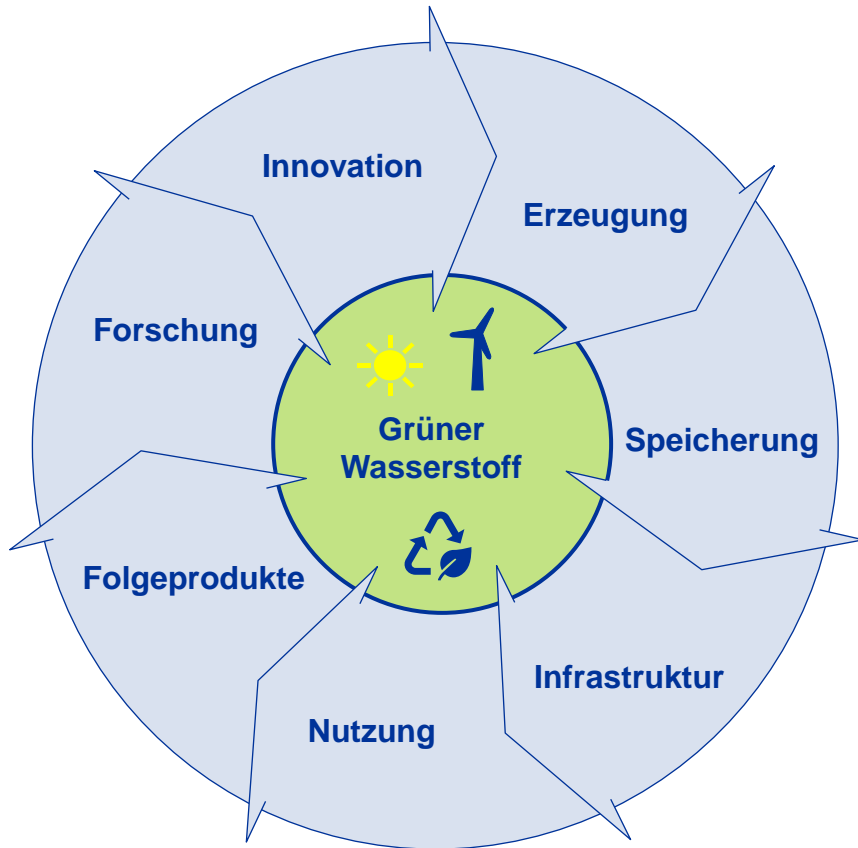 Innovation
Erzeugung
Forschung
Grüner
Wasserstoff
Speicherung
Folgeprodukte
Infrastruktur
Nutzung